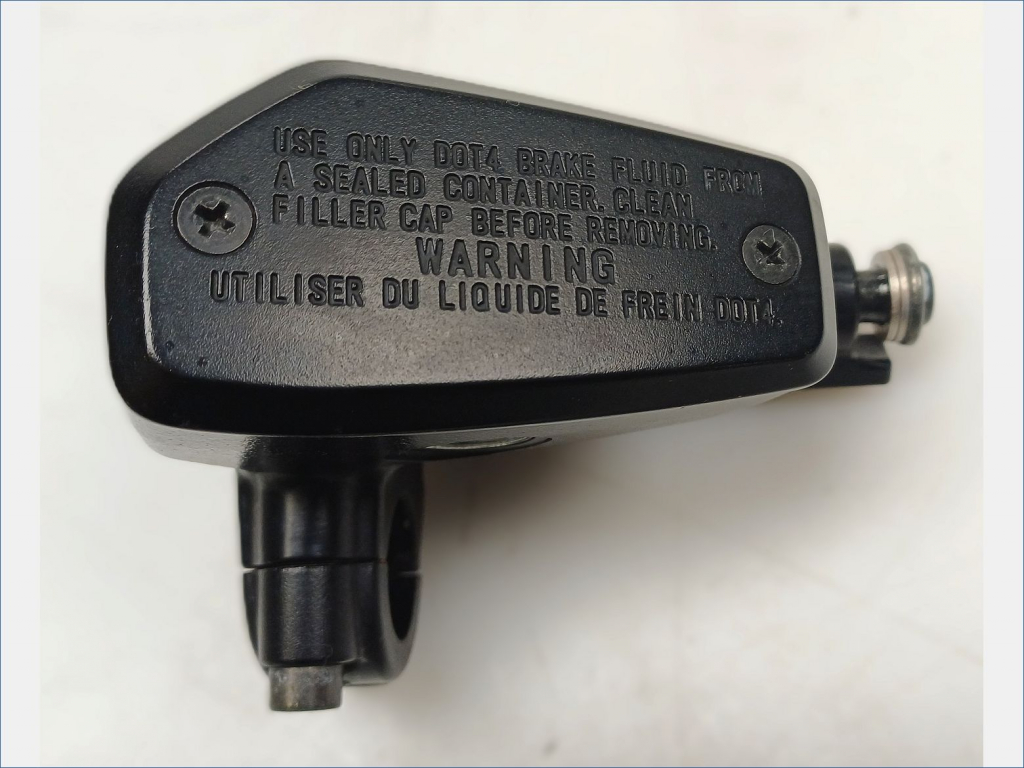 USE ONLY DOT4 BRAKE FLUID FROM
A SEALED CONTAINER. CLEAN
FILLER CAP BEFORE REMOVING.
WARNING
UTILISER DU LIQUIDE DE FREIN DOT4.